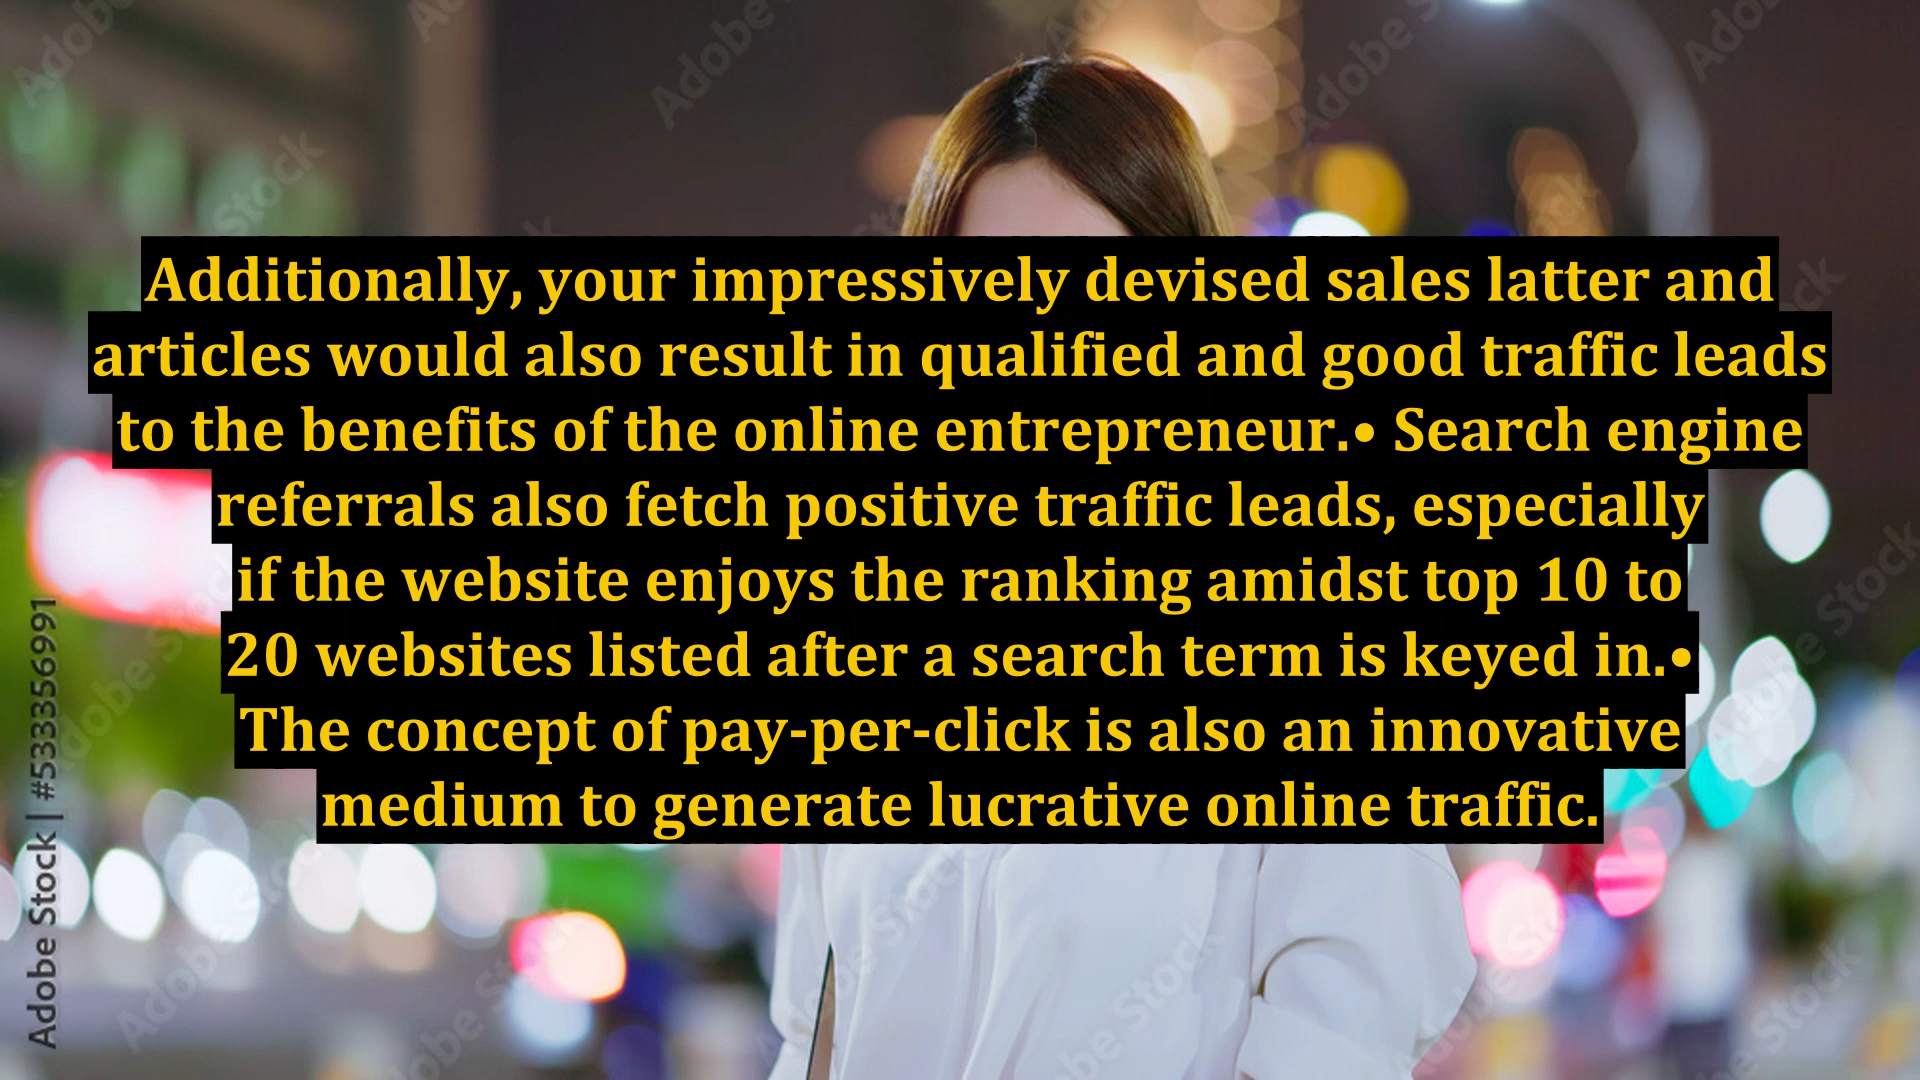 Additionally, your impressively devised sales latter and
articles would also result in qualified and good traffic leads
to the benefits of the online entrepreneur.• Search engine
referrals also fetch positive traffic leads, especially
if the website enjoys the ranking amidst top 10 to
20 websites listed after a search term is keyed in.•
The concept of pay-per-click is also an innovative
medium to generate lucrative online traffic.
Adobe Stock | #533356991